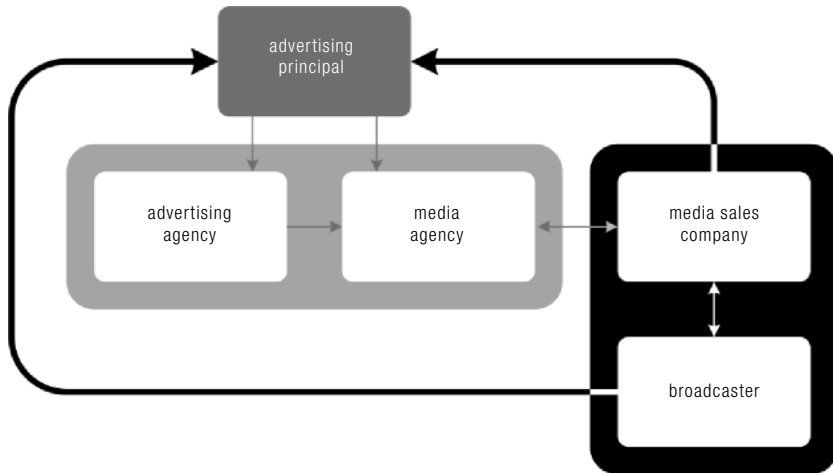 advertising
principal
advertising
agency
media
agency
media sales
company
broadcaster